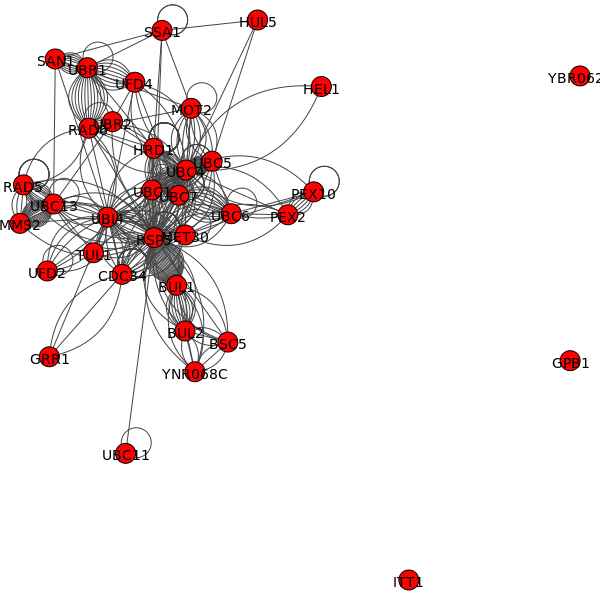 HUL5
SSA1
SAN1
UBR1
YBR062
UFD4
HEL1
MOT2
UBR2
RAD6
HRD1
UBC5
UBC4
RAD5
UBC1
UBC7
PEX10
UBC13
UBC6
PEX2
MMS2
UBI4
RSP5
MET30
TUL1
UFD2
CDC34
BUL1
BUL2
BSC5
GRR1
GPB1
YNR068C
UBC11
ITT1